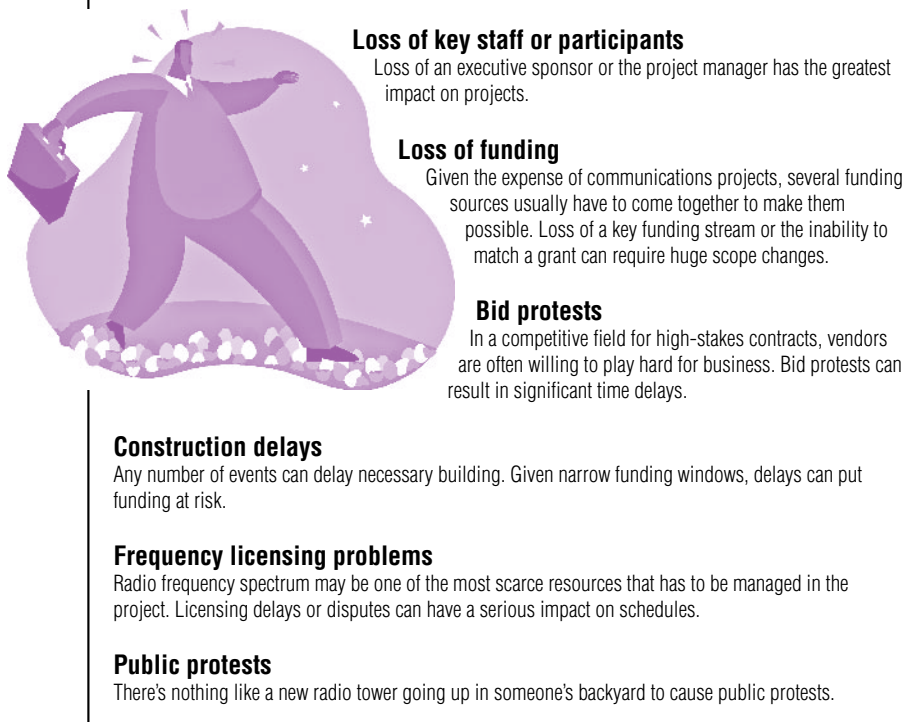 Loss of key staff or participants
Loss of an executive sponsor or the project manager has the greatest
impact on projects.
Loss of funding
Given the expense of communications projects, several funding
sources usually have to come together to make them
possible. Loss of a key funding stream or the inability to
match a grant can require huge scope changes.
Bid protests
In a competitive field for high-stakes contracts, vendors
are often willing to play hard for business. Bid protests can
result in significant time delays.
Construction delays
Any number of events can delay necessary building. Given narrow funding windows, delays can put
funding at risk.
Frequency licensing problems
Radio frequency spectrum may be one of the most scarce resources that has to be managed in the
project. Licensing delays or disputes can have a serious impact on schedules.
Public protests
There's nothing like a new radio tower going up in someone's backyard to cause public protests.